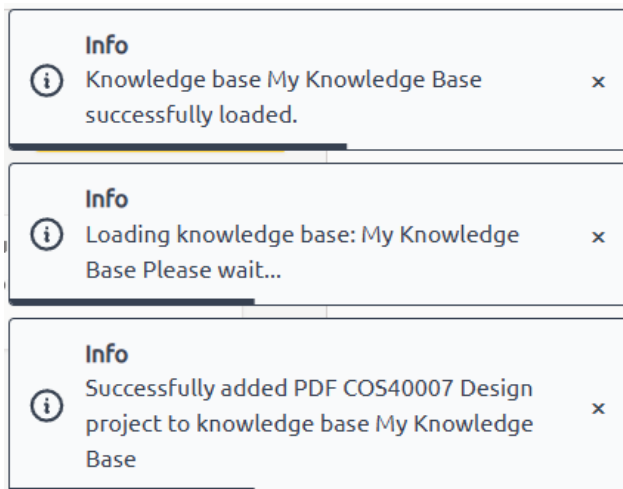 Info
Knowledge base My Knowledge Base
successfully loaded.
Info
Loading knowledge base: My Knowledge
Base Please wait...
Info
Successfully added PDF COS40007 Design
project to knowledge base My Knowledge
Base